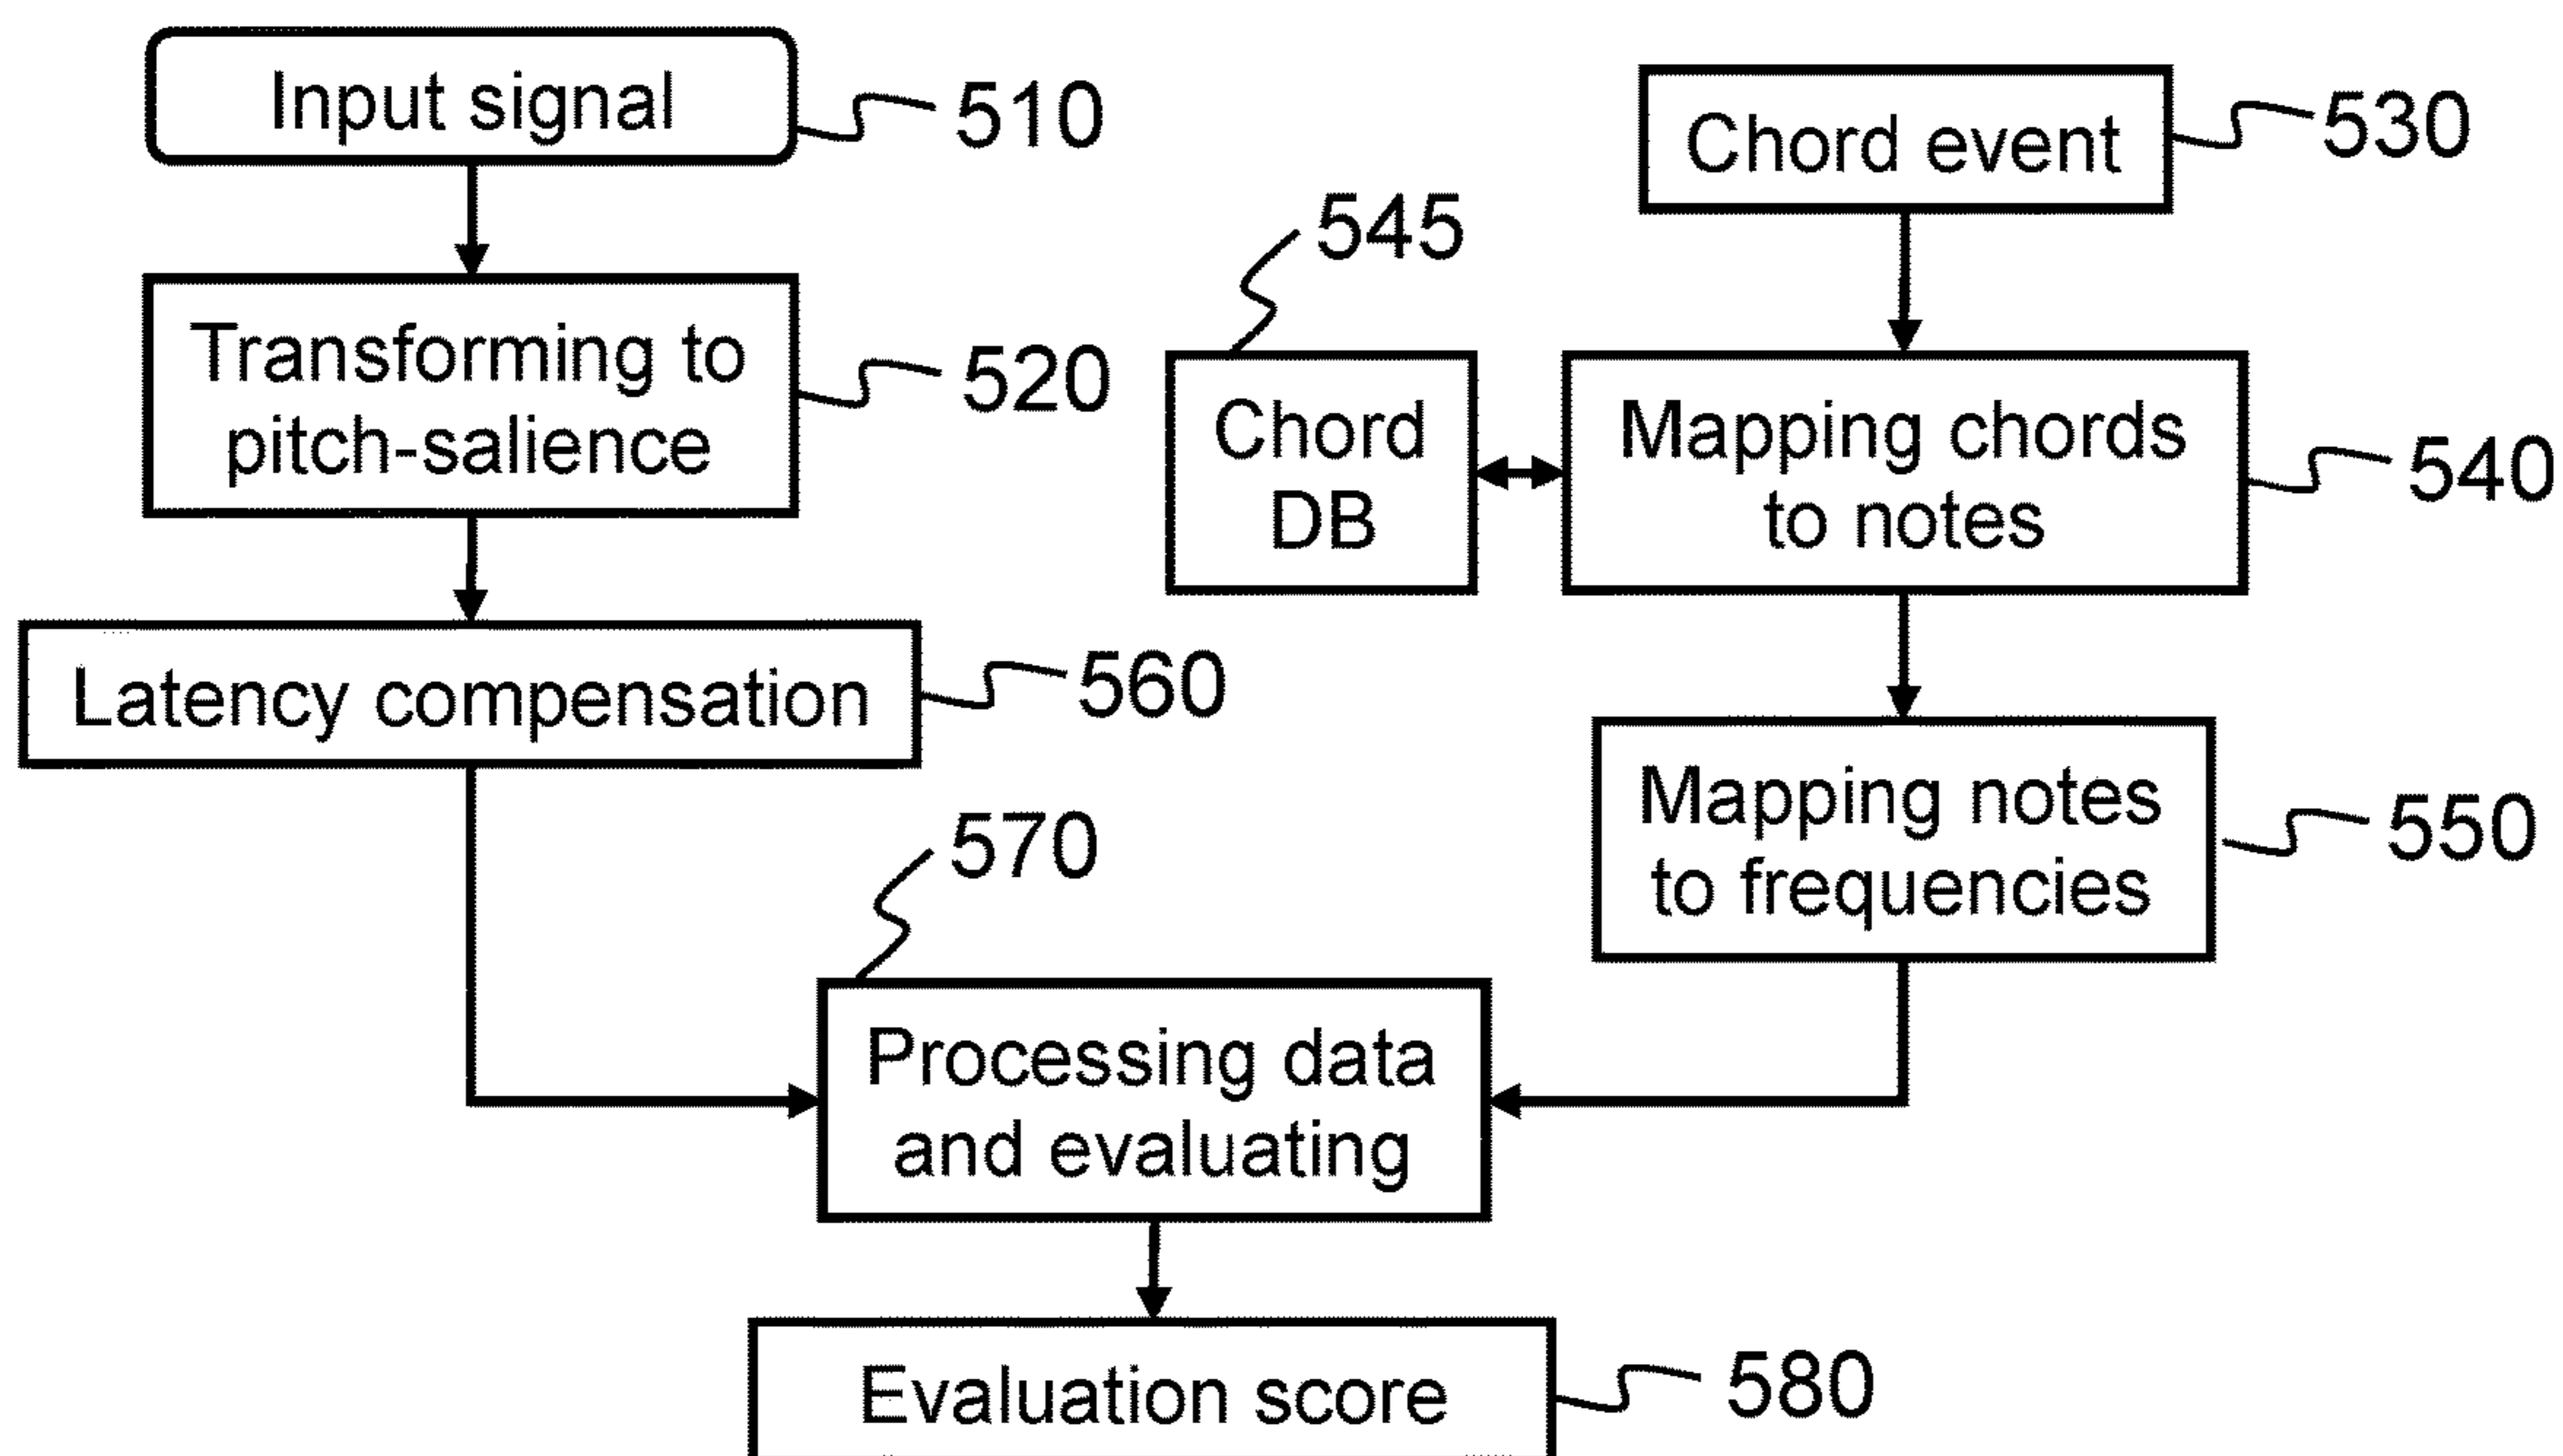 Input signal
510
Chord event
530
545
Transforming to
pitch-salience
520
Chord
DB
Mapping chords
to notes
540
Latency compensation
560
Mapping notes
to frequencies
550
570
Processing data
and evaluating
Evaluation score
580